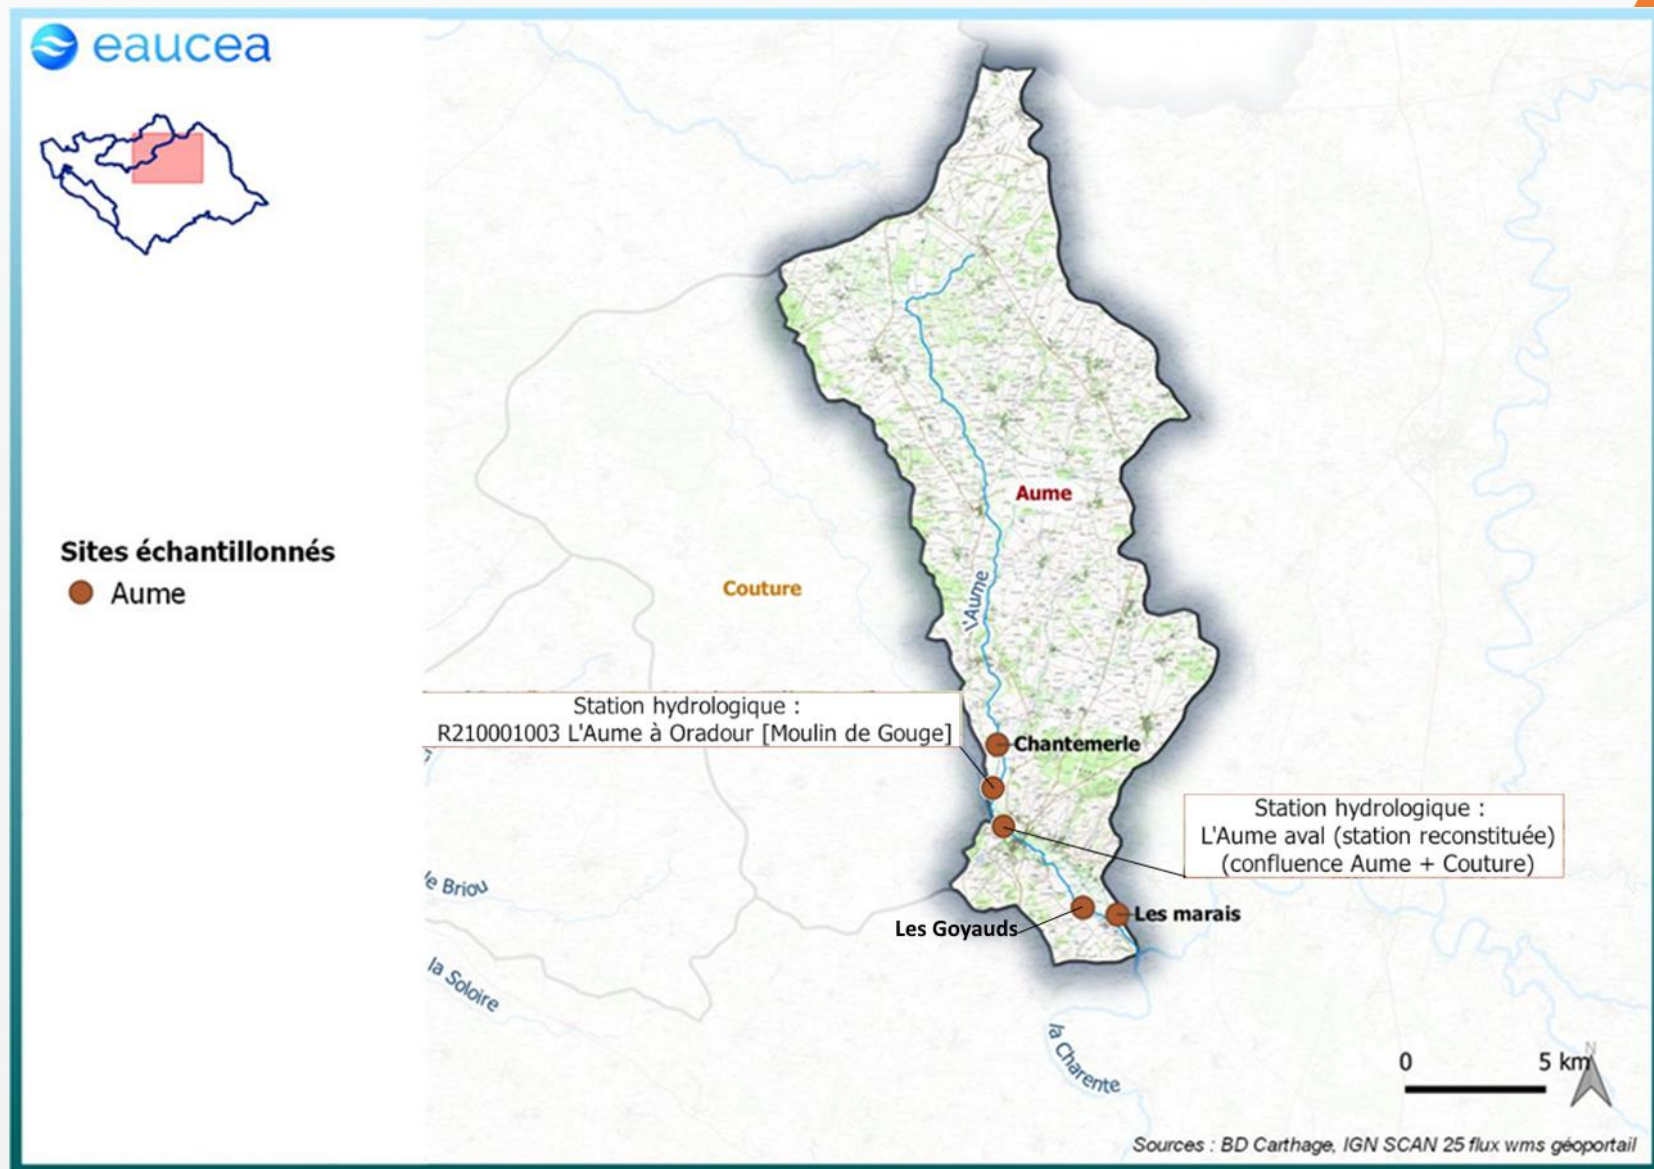 eaucea
Sites échantillonnés
Aume
Aume
Couture
l'Aume
Station hydrologique :
R210001003 L'Aume à Oradour [Moulin de Gouge]
Chantemerle
Station hydrologique :
L'Aume aval (station reconstituée)
(confluence Aume + Couture)
le Briou
Les Goyauds
Les marais
la Soloire
la Charente
0 5 km
N
Sources : BD Carthage, IGN SCAN 25 flux wms géoportail